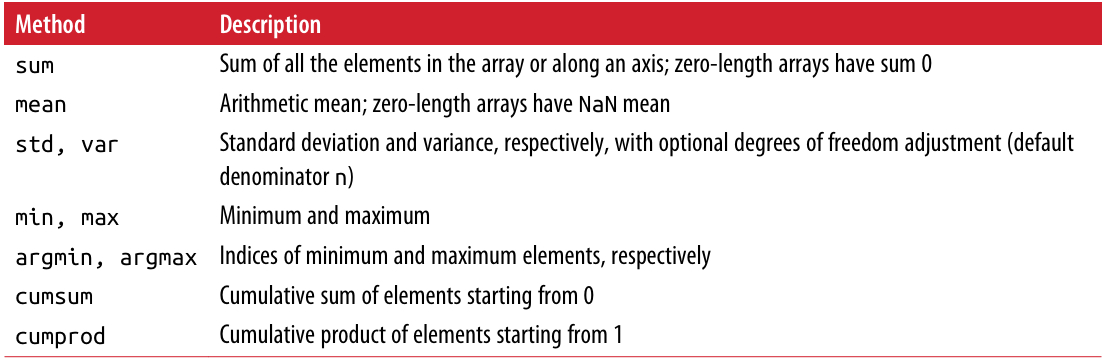 Method Description
sum Sum of all the elements in the array or along an axis; zero-length arrays have sum 0
mean Arithmetic mean; zero-length arrays have NaN mean
std, var Standard deviation and variance, respectively, with optional degrees of freedom adjustment (default
denominator n)
min, max Minimum and maximum
argmin, argmax Indices of minimum and maximum elements, respectively
cumsum Cumulative sum of elements starting from 0
cumprod Cumulative product of elements starting from 1